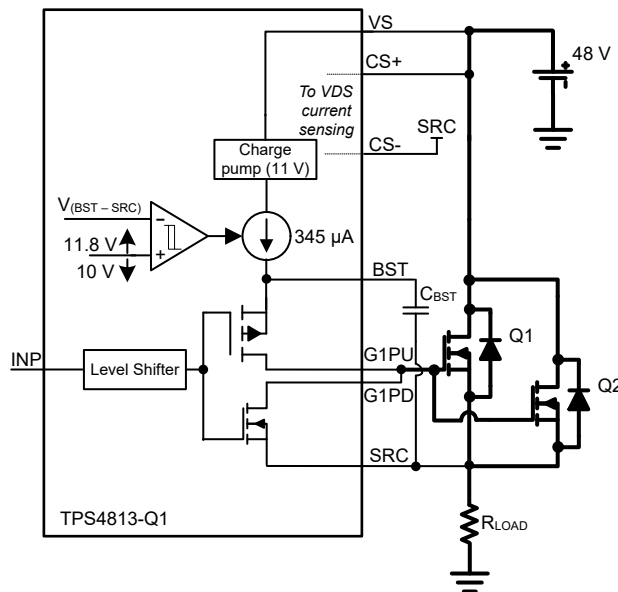 VS
CS+
48 V
To VDS
current
sensing
SRC
CS-
Charge
pump (11 V)
V(BST – SRC)
11.8 V
10 V
−
+
345 µA
BST
CBST
Q1
INP
Level Shifter
G1PU
G1PD
Q2
SRC
TPS4813-Q1
RLOAD